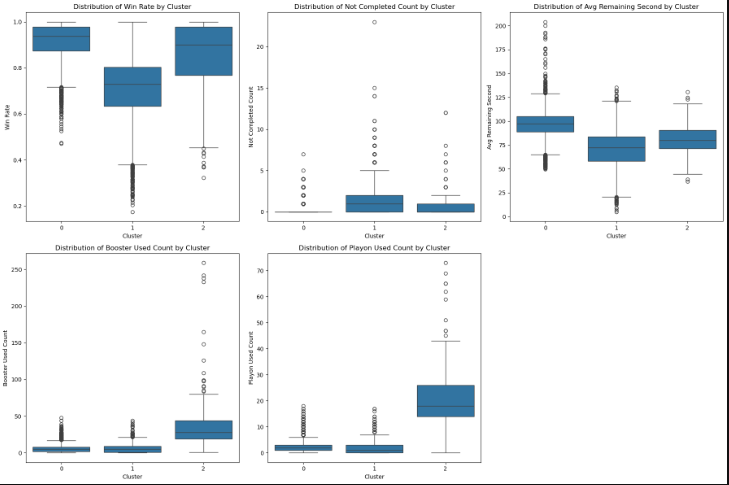 Distribution of Win Rate by Cluster
Win Rate
1.0
0.8
0.6
0.4
0.2
0 1 2
Cluster
Distribution of Not Completed Count by Cluster
Not Completed Count
20
15
10
5
0
0 1 2
Cluster
Distribution of Avg Remaining Second by Cluster
Avg Remaining Second
200
175
150
125
100
75
50
25
0
0 1 2
Cluster
Distribution of Booster Used Count by Cluster
Booster Used Count
250
200
150
100
50
0
0 1 2
Cluster
Distribution of Playon Used Count by Cluster
Playon Used Count
70
60
50
40
30
20
10
0
0 1 2
Cluster